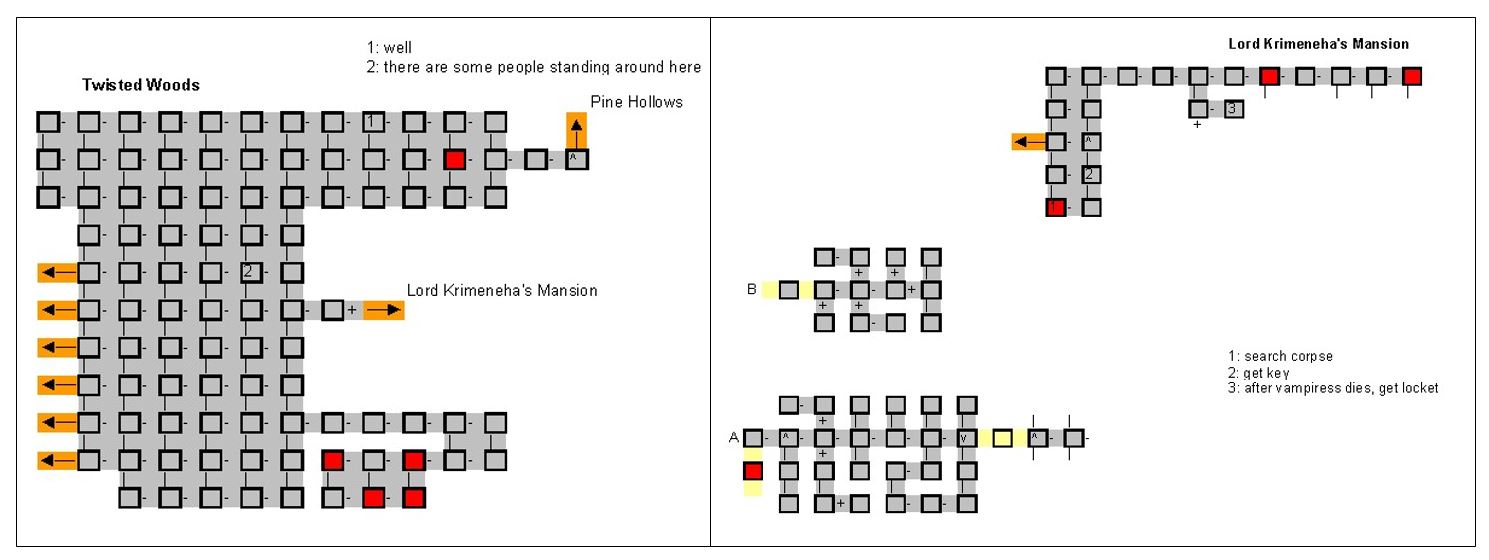 1: well
2: there are some people standing around here
Twisted Woods
Pine Hollows
1
^
2
Lord Krimeneha's Mansion
+
Lord Krimeneha's Mansion
3
+
^
2
1
+ +
B
+
+ +
1: search corpse
2: get key
3: after vampiress dies, get locket
+
A
^
v
^
+
+